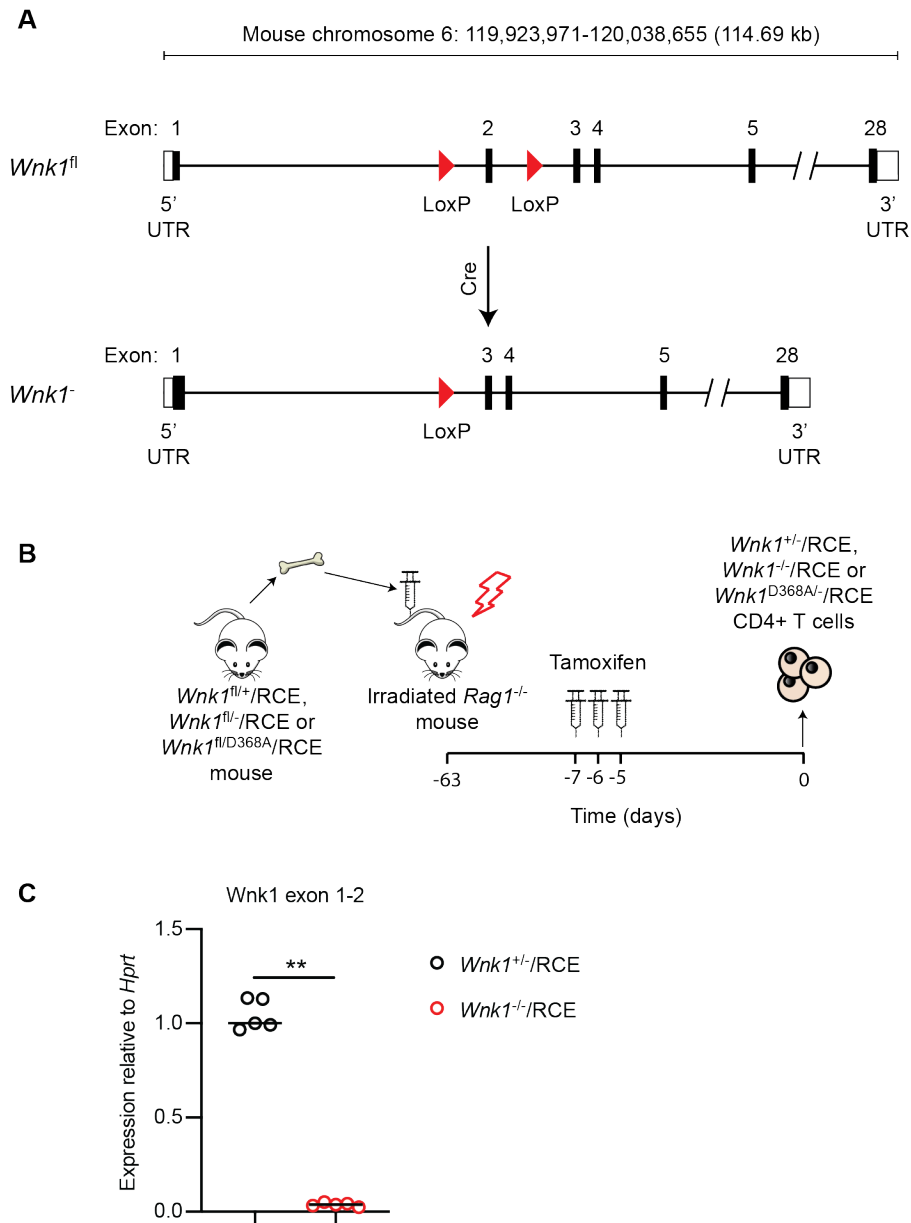 A
Mouse chromosome 6: 119,923,971-120,038,655 (114.69 kb)
Exon: 1 2 3 4 5 28
Wnk1fl
LoxP LoxP
5’ UTR
3’ UTR
Cre
Exon: 1 3 4 5 28
Wnk1-
LoxP
5’ UTR
3’ UTR
B
Wnk1fl/+/RCE,
Wnk1fl/-/RCE or
Wnk1fl/D368A/RCE
mouse
Irradiated Rag1-/-
mouse
Tamoxifen
Wnk1+/-/RCE,
Wnk1-/-/RCE or
Wnk1D368A/-/RCE
CD4+ T cells
-63 -7 -6 -5 0
Time (days)
C
Wnk1 exon 1-2
Expression relative to Hprt
1.5
1.0
0.5
0.0
**
Wnk1+/-/RCE
Wnk1-/-/RCE